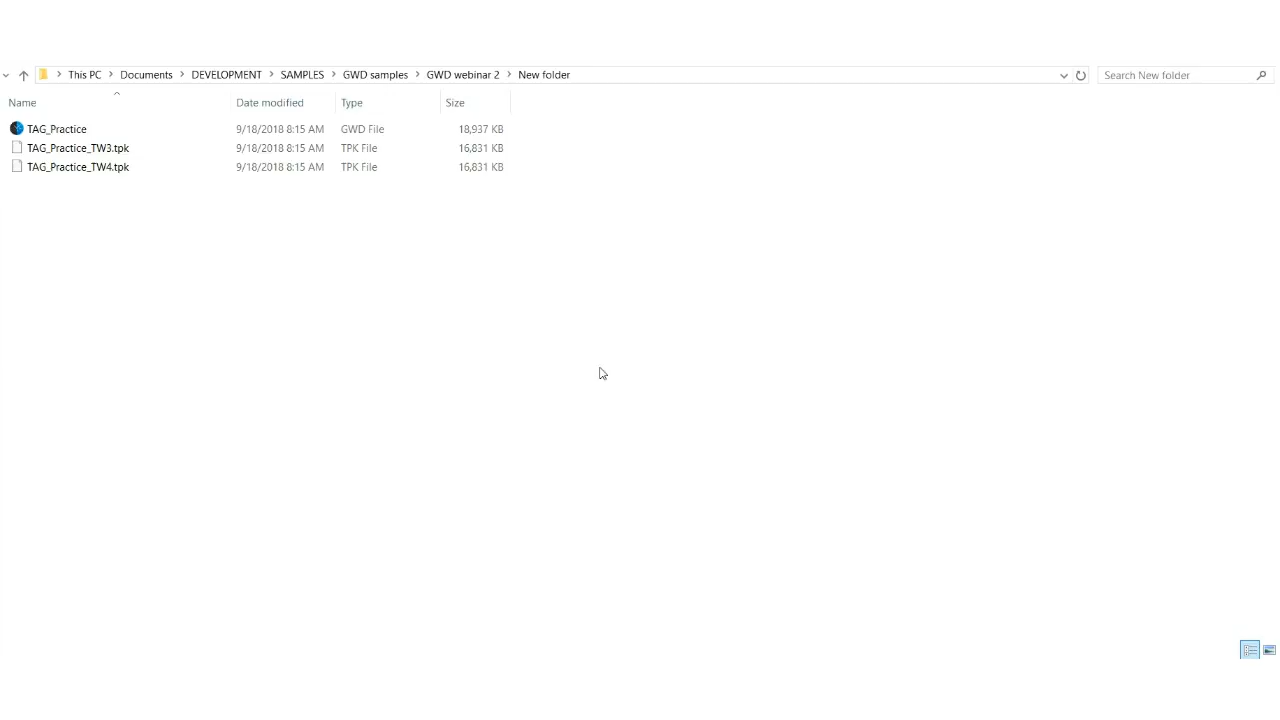 This PC > Documents > DEVELOPMENT > SAMPLES > GWD samples > GWD webinar 2 > New folder Search New folder
Name Date modified Type Size
TAG_Practice 9/18/2018 8:15 AM GWD File 18,937 KB
TAG_Practice_TW3.tpk 9/18/2018 8:15 AM TPK File 16,831 KB
TAG_Practice_TW4.tpk 9/18/2018 8:15 AM TPK File 16,831 KB